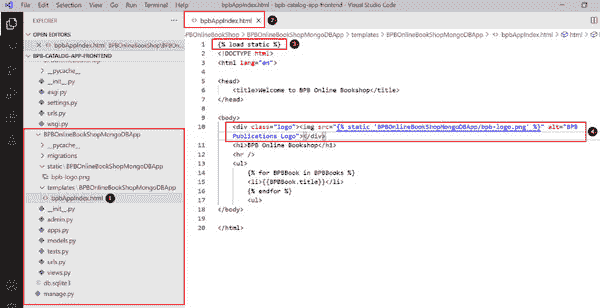 File Edit Selection View Go Run Terminal Help
bpbAppIndex.html - bpb-catalog-app-frontend - Visual Studio Code
EXPLORER
OPEN EDITORS
bpbAppIndex.html BPBOnlineBookShop\BPBOn
BPB-CATALOG-APP-FRONTEND
__pycache__
__init__.py
asgi.py
settings.py
urls.py
wsgi.py
BPBOnlineBookShopMongoDBApp
__pycache__
migrations
static\BPBOnlineBookShopMongoDBApp
bpb-logo.png
templates\BPBOnlineBookShopMongoDBApp
bpbAppIndex.html 1
__init__.py
admin.py
apps.py
models.py
tests.py
urls.py
views.py
db.sqlite3
manage.py
bpbAppIndex.html 2
BPBOnlineBookShopMongoDBApp > templates > BPBOnlineBookShopMongoDBApp > bpbAppIndex.html > html
1 {% load static %} 3
2 <!DOCTYPE html>
3 <html lang="en">
4
5 <head>
6 <title>Welcome to BPB Online Bookshop</title>
7 </head>
8
9 <body>
10 <div class="logo"><img src="{% static 'BPBOnlineBookShopMongoDBApp/bpb-logo.png' %}" alt="BPB 4
Publications Logo"></div>
11 <h1>BPB Online Bookshop</h1>
12 <hr />
13 <ul>
14 {% for BPBBook in BPBBooks %}
15 <li>{{BPBBook.title}}</li>
16 {% endfor %}
17 <ul>
18 </body>
19
20 </html>